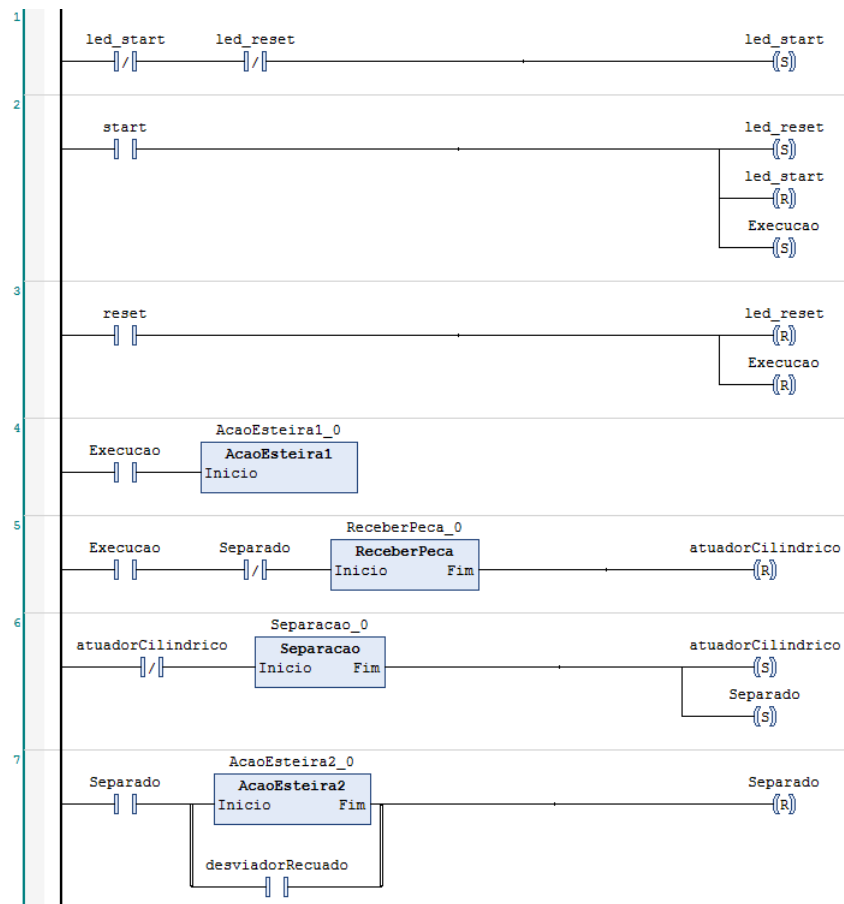 1
led_start led_reset led_start
/ / S
2
start led_reset
S
led_start
R
Execucao
S
3
reset led_reset
R
Execucao
R
4
AcaoEsteira1_0
Execucao AcaoEsteira1
Inicio
5
ReceberPeca_0
Execucao Separado ReceberPeca atuadorCilindrico
/ Inicio Fim R
6
Separacao_0
atuadorCilindrico Separacao atuadorCilindrico
/ Inicio Fim S
Separado
S
7
AcaoEsteira2_0
Separado AcaoEsteira2 Separado
Inicio Fim R
desviadorRecuado